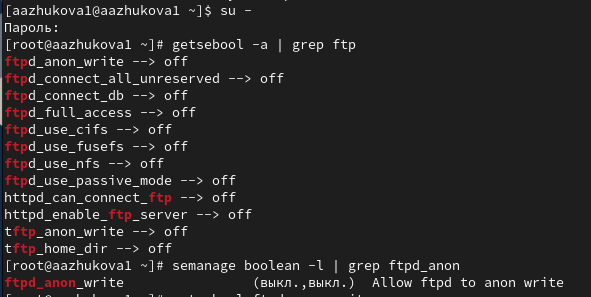 [aazhukova1@aazhukova1 ~]$ su -
Пароль:
[root@aazhukova1 ~]# getsebool -a | grep ftp
ftpd_anon_write --> off
ftpd_connect_all_unreserved --> off
ftpd_connect_db --> off
ftpd_full_access --> off
ftpd_use_cifs --> off
ftpd_use_fusefs --> off
ftpd_use_nfs --> off
ftpd_use_passive_mode --> off
httpd_can_connect_ftp --> off
httpd_enable_ftp_server --> off
tftp_anon_write --> off
tftp_home_dir --> off
[root@aazhukova1 ~]# semanage boolean -l | grep ftpd_anon
ftpd_anon_write (выкл.,выкл.) Allow ftpd to anon write